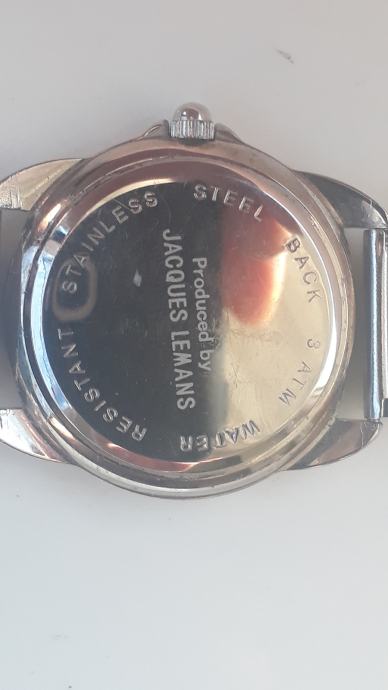 STAINLESS STEEL BACK 3 ATM WATER RESISTANT
Produced by
JACQUES LEMANS